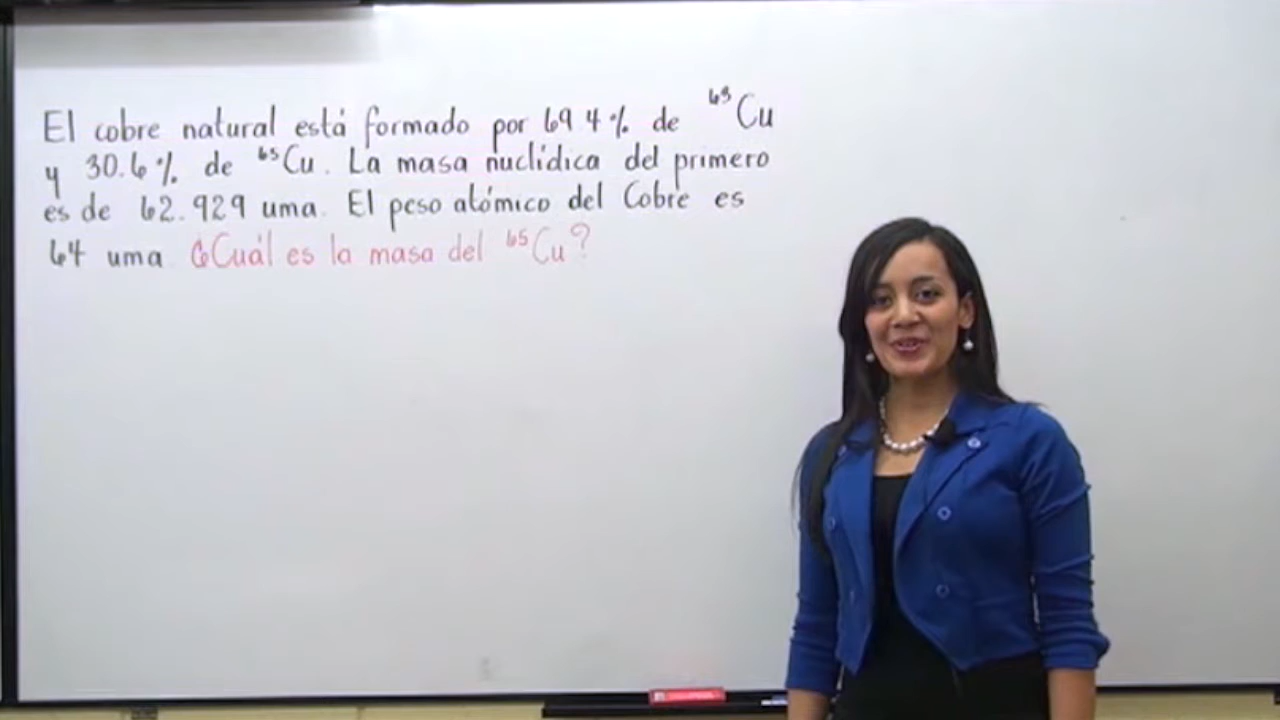 El cobre natural está formado por 69.4% de ⁶³Cu
y 30.6% de ⁶⁵Cu. La masa nuclídica del primero
es de 62.929 uma. El peso atómico del Cobre es
64 uma ¿Cuál es la masa del ⁶⁵Cu?